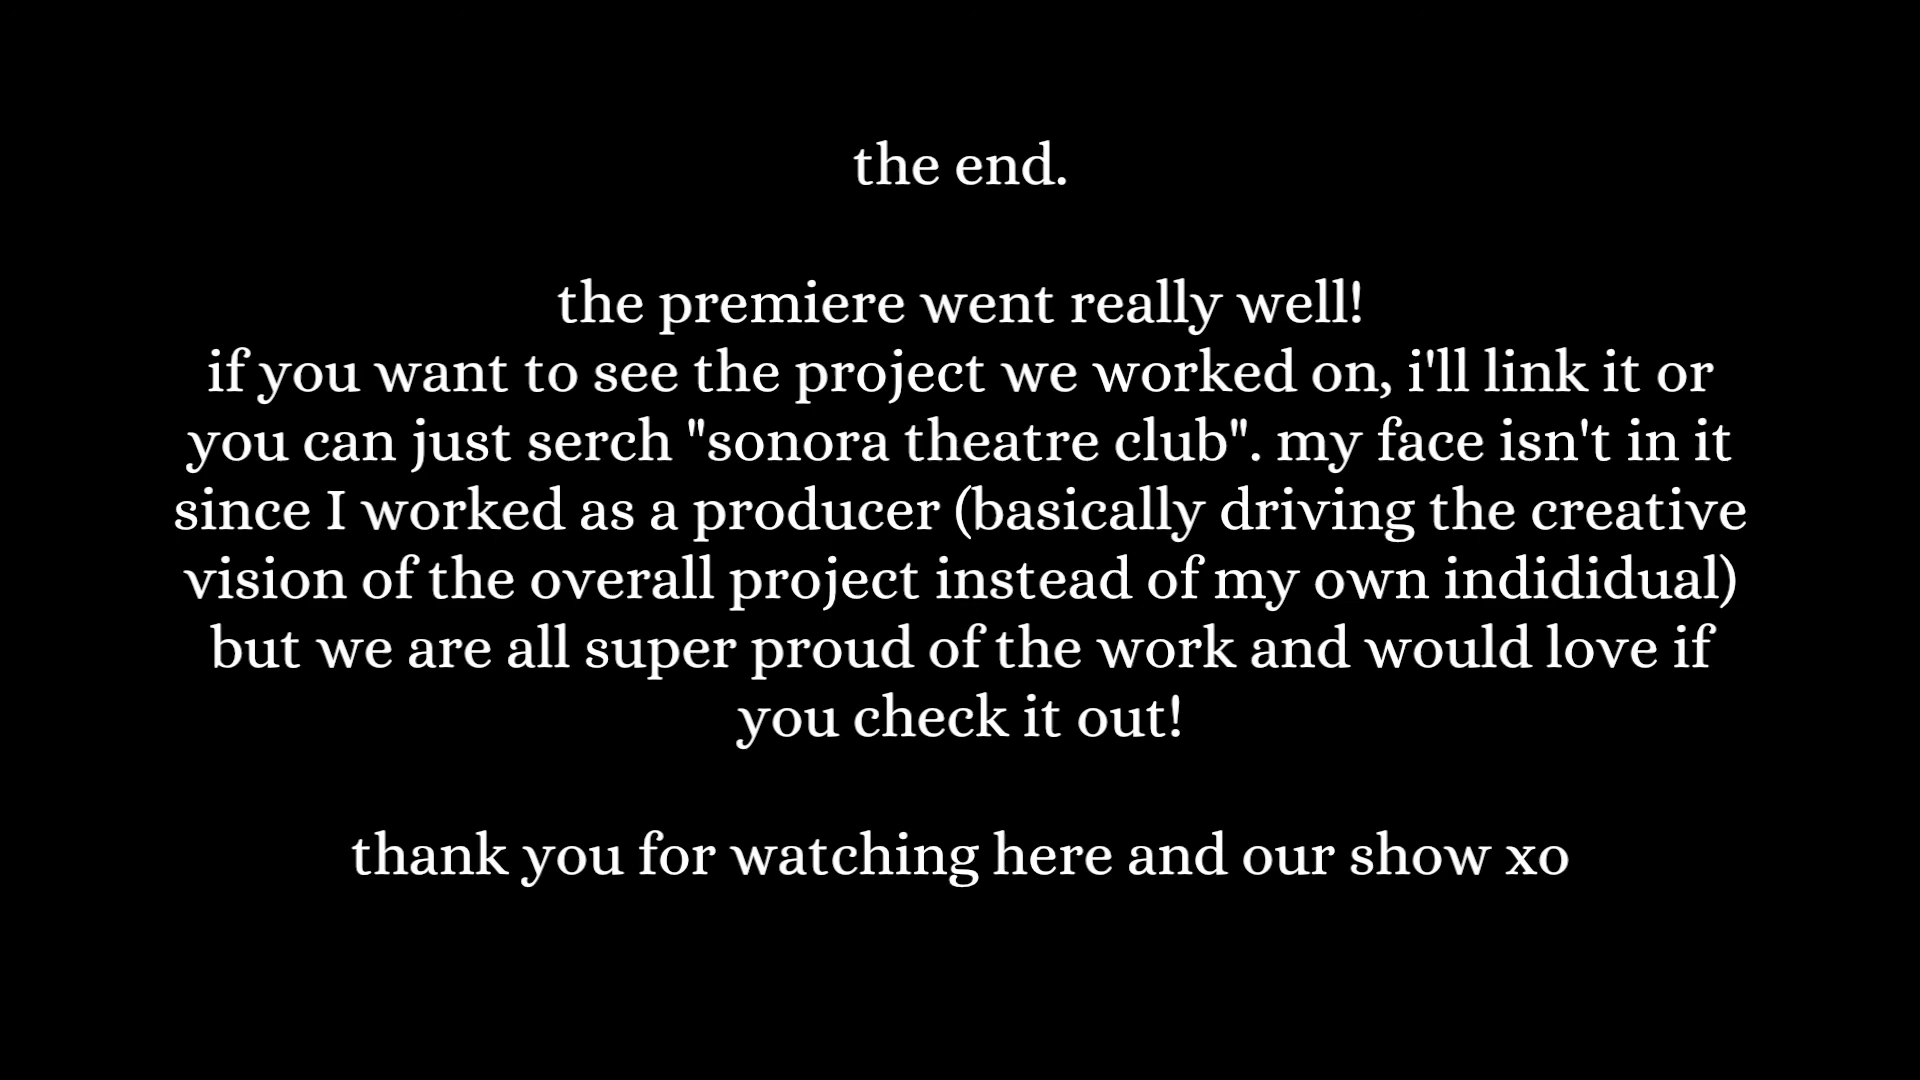 the end.
the premiere went really well!
if you want to see the project we worked on, i'll link it or
you can just serch "sonora theatre club". my face isn't in it
since I worked as a producer (basically driving the creative
vision of the overall project instead of my own indididual)
but we are all super proud of the work and would love if
you check it out!
thank you for watching here and our show xo